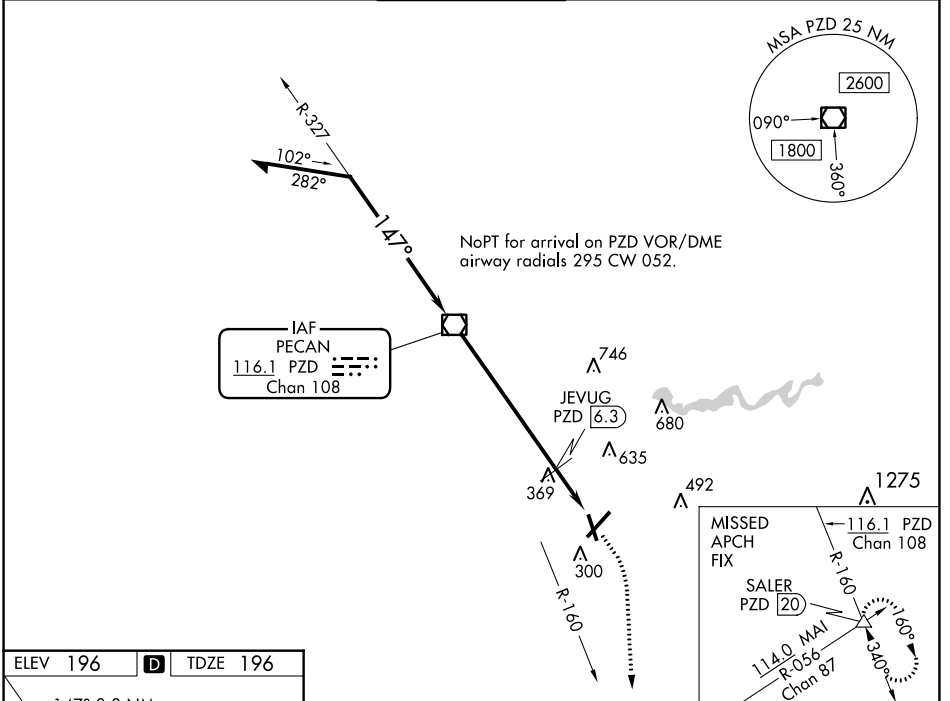 MSA PZD 25 NM
2600
090°
1800
360°
R-327
102°
282°
147°
NoPT for arrival on PZD VOR/DME
airway radials 295 CW 052.
IAF
PECAN
116.1 PZD
Chan 108
746
JEVUG
PZD 6.3
680
635
369
492
1275
300
R-160
MISSED
APCH
FIX
116.1 PZD
Chan 108
R-160
SALER
PZD 20
160°
340°
114.0 MAI
R-056
Chan 87
ELEV 196 D TDZE 196